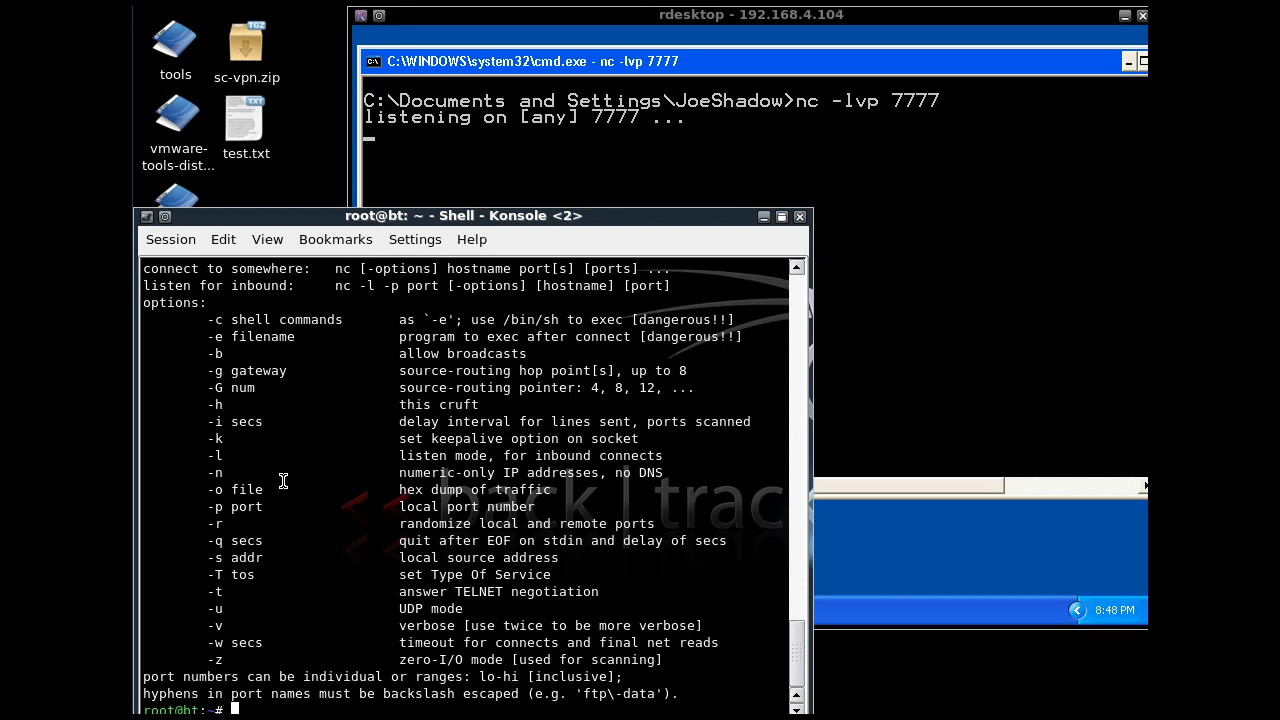 rdesktop - 192.168.4.104
tools
sc-vpn.zip
TGZ
C:\WINDOWS\system32\cmd.exe - nc -lvp 7777
C:\Documents and Settings\JoeShadow>nc -lvp 7777
listening on [any] 7777 ...
vmware-
tools-dist...
TXT
test.txt
root@bt: ~ - Shell - Konsole <2>
Session Edit View Bookmarks Settings Help
connect to somewhere: nc [-options] hostname port[s] [ports] ...
listen for inbound: nc -l -p port [-options] [hostname] [port]
options:
-c shell commands as `-e'; use /bin/sh to exec [dangerous!!]
-e filename program to exec after connect [dangerous!!]
-b allow broadcasts
-g gateway source-routing hop point[s], up to 8
-G num source-routing pointer: 4, 8, 12, ...
-h this cruft
-i secs delay interval for lines sent, ports scanned
-k set keepalive option on socket
-l listen mode, for inbound connects
-n numeric-only IP addresses, no DNS
-o file hex dump of traffic
-p port local port number
-r randomize local and remote ports
-q secs quit after EOF on stdin and delay of secs
-s addr local source address
-T tos set Type Of Service
-t answer TELNET negotiation
-u UDP mode
-v verbose [use twice to be more verbose]
-w secs timeout for connects and final net reads
-z zero-I/O mode [used for scanning]
port numbers can be individual or ranges: lo-hi [inclusive];
hyphens in port names must be backslash escaped (e.g. 'ftp\-data').
root@bt:~#
<< back | track
8:48 PM